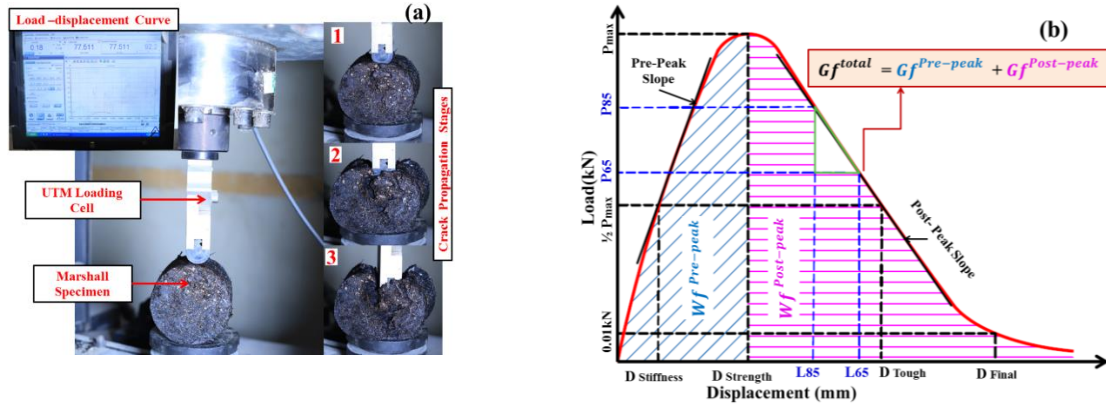 Load –displacement Curve
(a)
0.18
77.511
77.511
UTM Loading
Cell
Marshall
Specimen
1
2
3
Crack Propagation Stages
(b)
Gf^total = Gf^Pre-peak + Gf^Post-peak
Pre-Peak
Slope
Post- Peak Slope
Wf^Pre-peak
Wf^Post-peak
Load(kN)
Pmax
P85
P65
½ Pmax
0.01kN
D Stiffness
D Strength
L85
L65
D Tough
D Final
Displacement (mm)